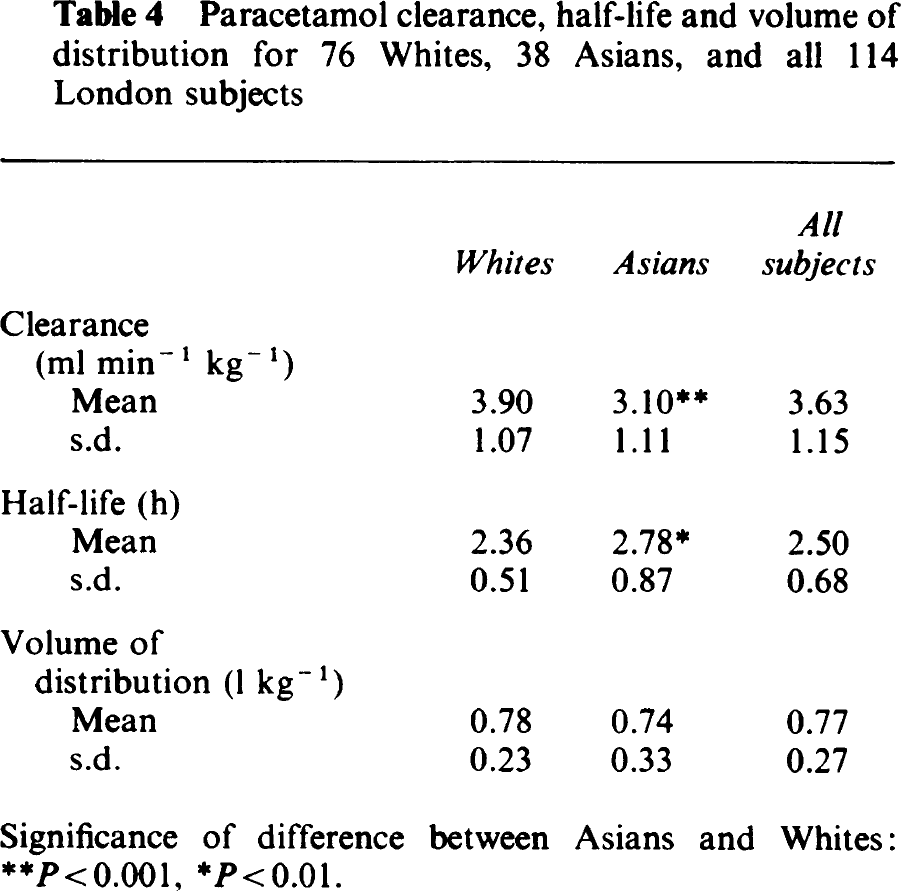 Table 4 Paracetamol clearance, half-life and volume of
distribution for 76 Whites, 38 Asians, and all 114
London subjects
All
Whites Asians subjects
Clearance
(ml min⁻¹ kg⁻¹)
Mean 3.90 3.10** 3.63
s.d. 1.07 1.11 1.15
Half-life (h)
Mean 2.36 2.78* 2.50
s.d. 0.51 0.87 0.68
Volume of
distribution (l kg⁻¹)
Mean 0.78 0.74 0.77
s.d. 0.23 0.33 0.27
Significance of difference between Asians and Whites:
**P<0.001, *P<0.01.